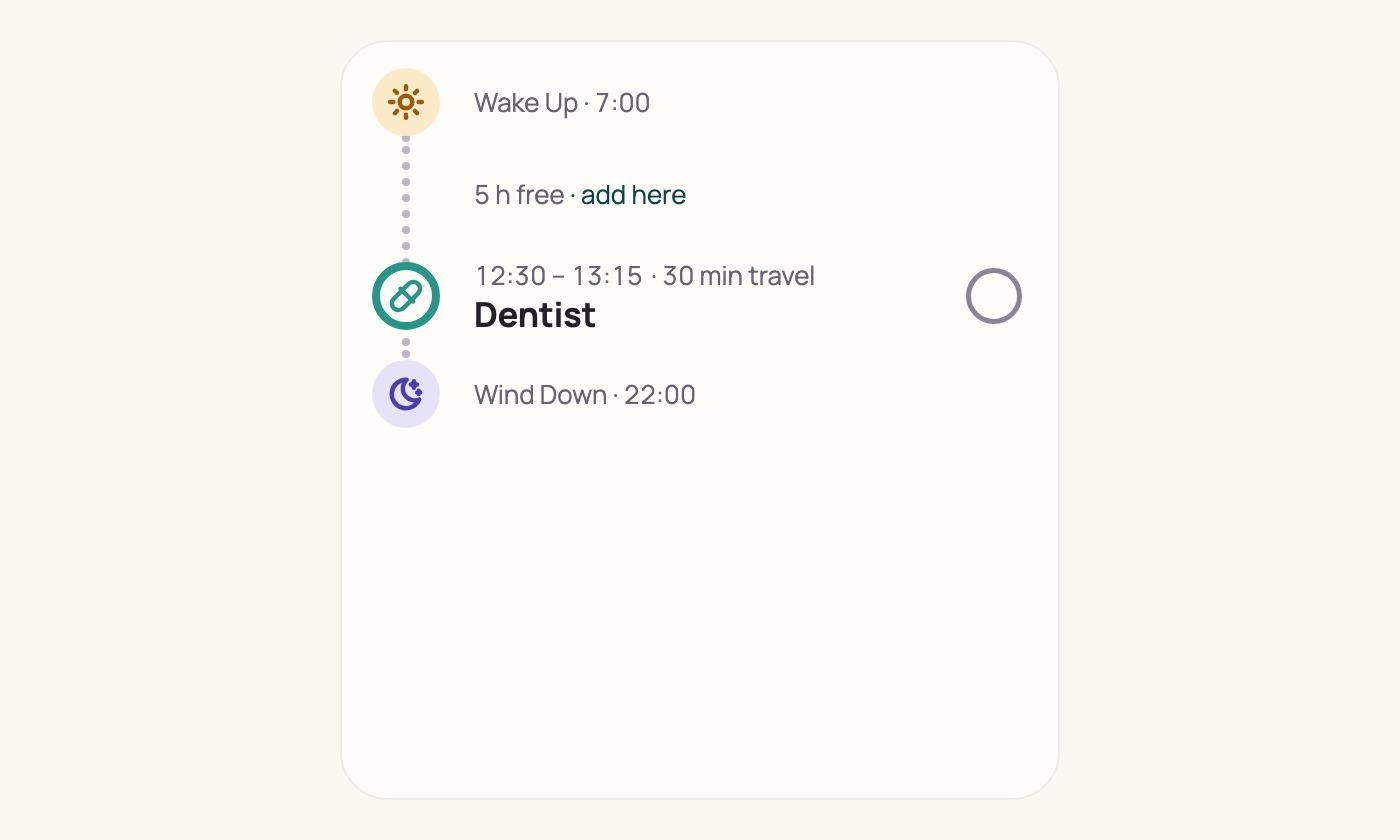 Wake Up · 7:00
5 h free · add here
12:30 – 13:15 · 30 min travel
Dentist
Wind Down · 22:00